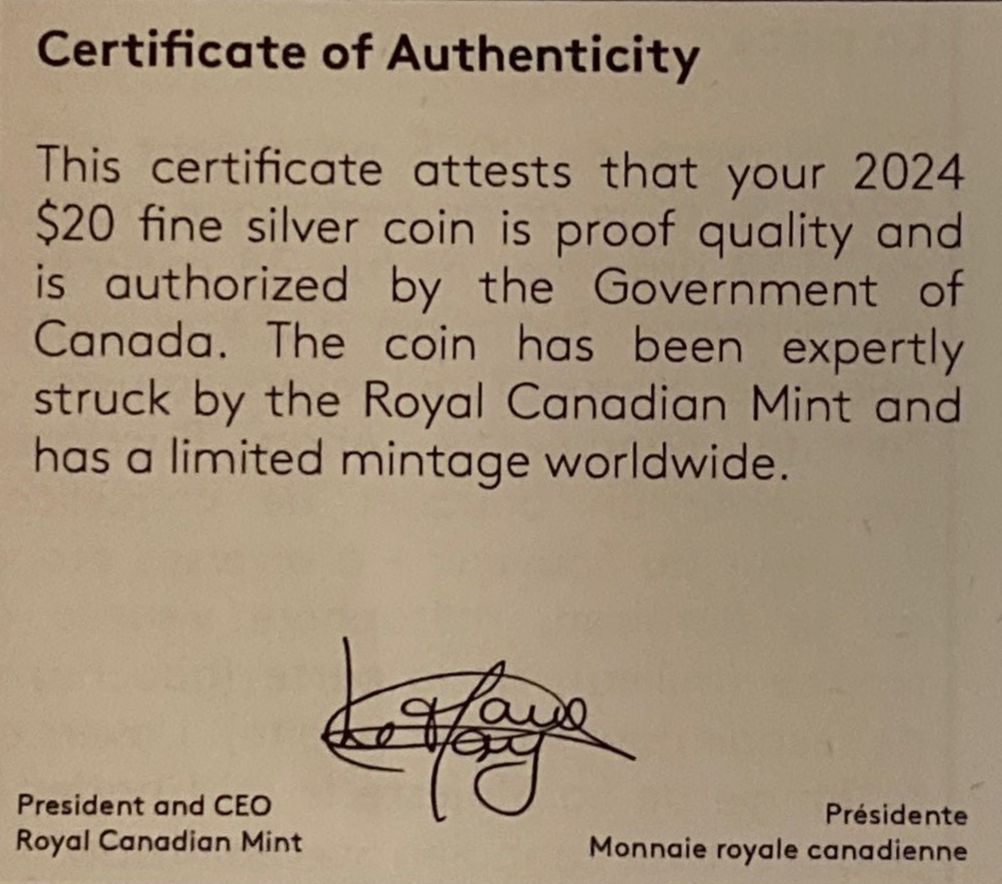 Certificate of Authenticity
This certificate attests that your 2024
$20 fine silver coin is proof quality and
is authorized by the Government of
Canada. The coin has been expertly
struck by the Royal Canadian Mint and
has a limited mintage worldwide.
President and CEO
Royal Canadian Mint
Présidente
Monnaie royale canadienne